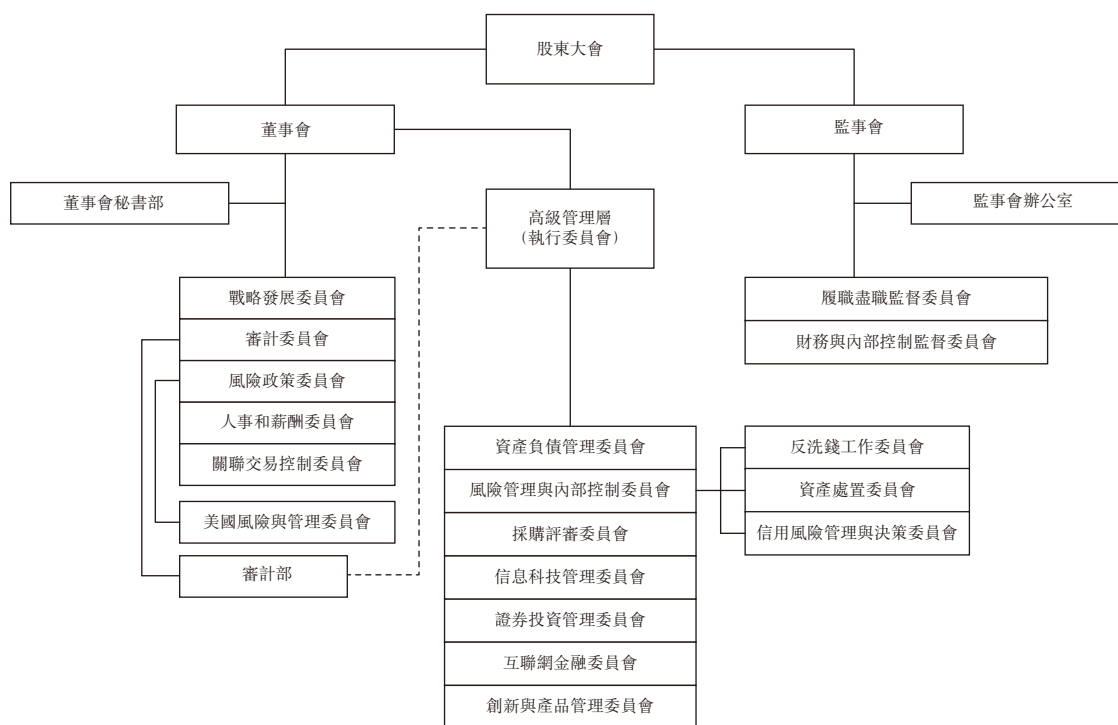 股東大會
董事會
監事會
董事會秘書部
監事會辦公室
高級管理層
（執行委員會）
戰略發展委員會
審計委員會
風險政策委員會
人事和薪酬委員會
關聯交易控制委員會
美國風險與管理委員會
審計部
履職盡職監督委員會
財務與內部控制監督委員會
資產負債管理委員會
風險管理與內部控制委員會
採購評審委員會
信息科技管理委員會
證券投資管理委員會
互聯網金融委員會
創新與產品管理委員會
反洗錢工作委員會
資產處置委員會
信用風險管理與決策委員會